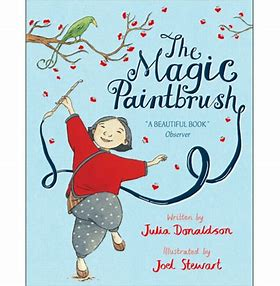 The
Magic
Paintbrush
"A BEAUTIFUL BOOK"
Observer
Written by
Julia Donaldson
Illustrated by
Joel Stewart